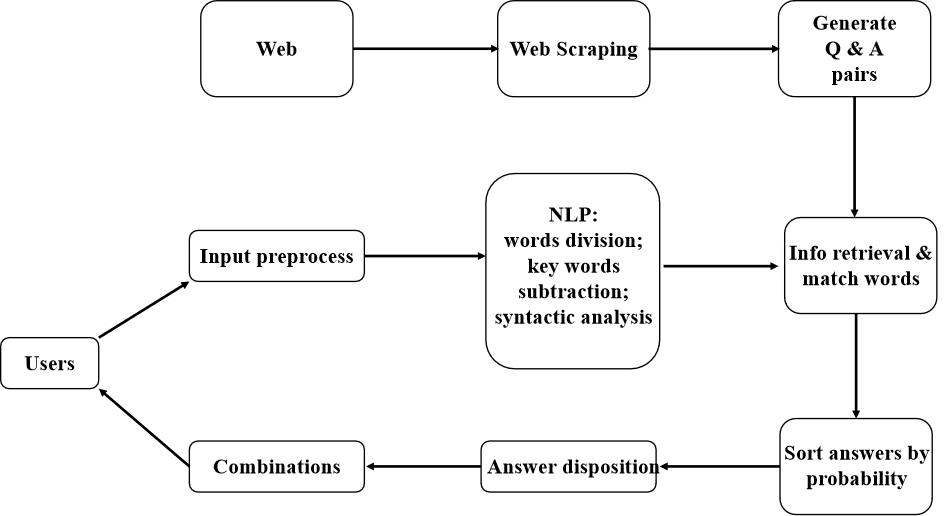 Web
Web Scraping
Generate
Q & A
pairs
Input preprocess
NLP:
words division;
key words
subtraction;
syntactic analysis
Info retrieval &
match words
Users
Combinations
Answer disposition
Sort answers by
probability